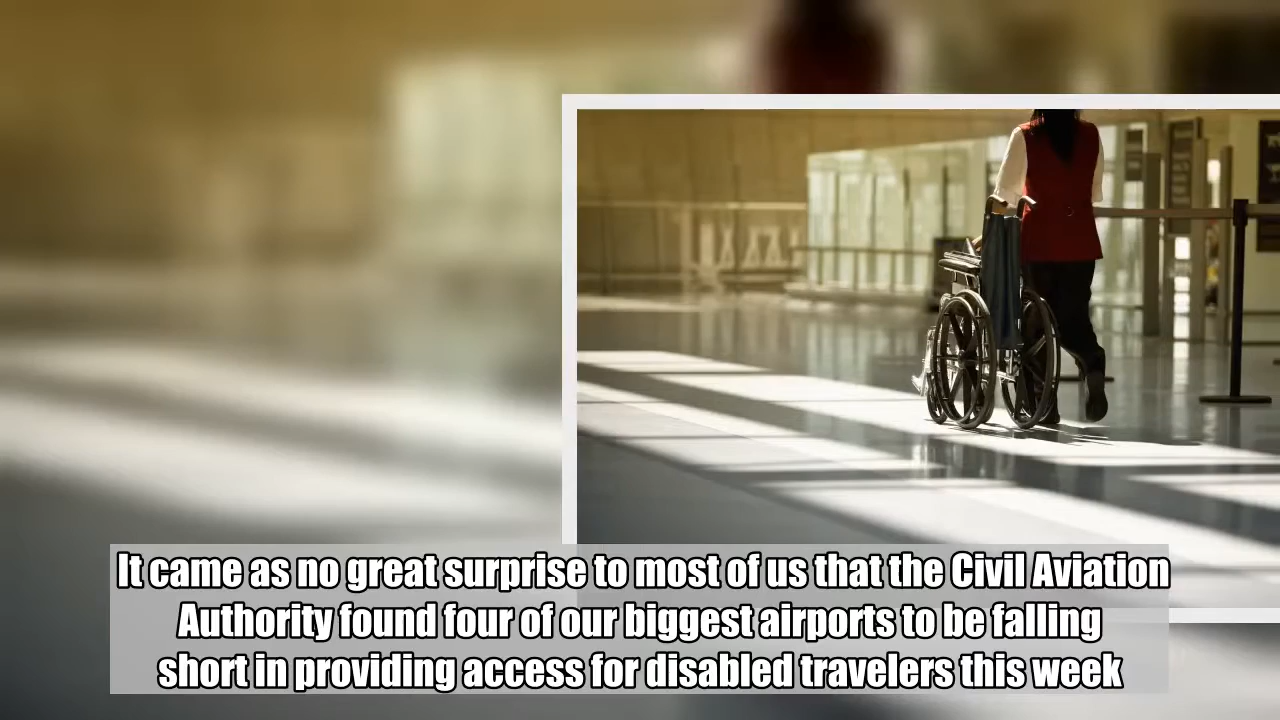 It came as no great surprise to most of us that the Civil Aviation
Authority found four of our biggest airports to be falling
short in providing access for disabled travelers this week